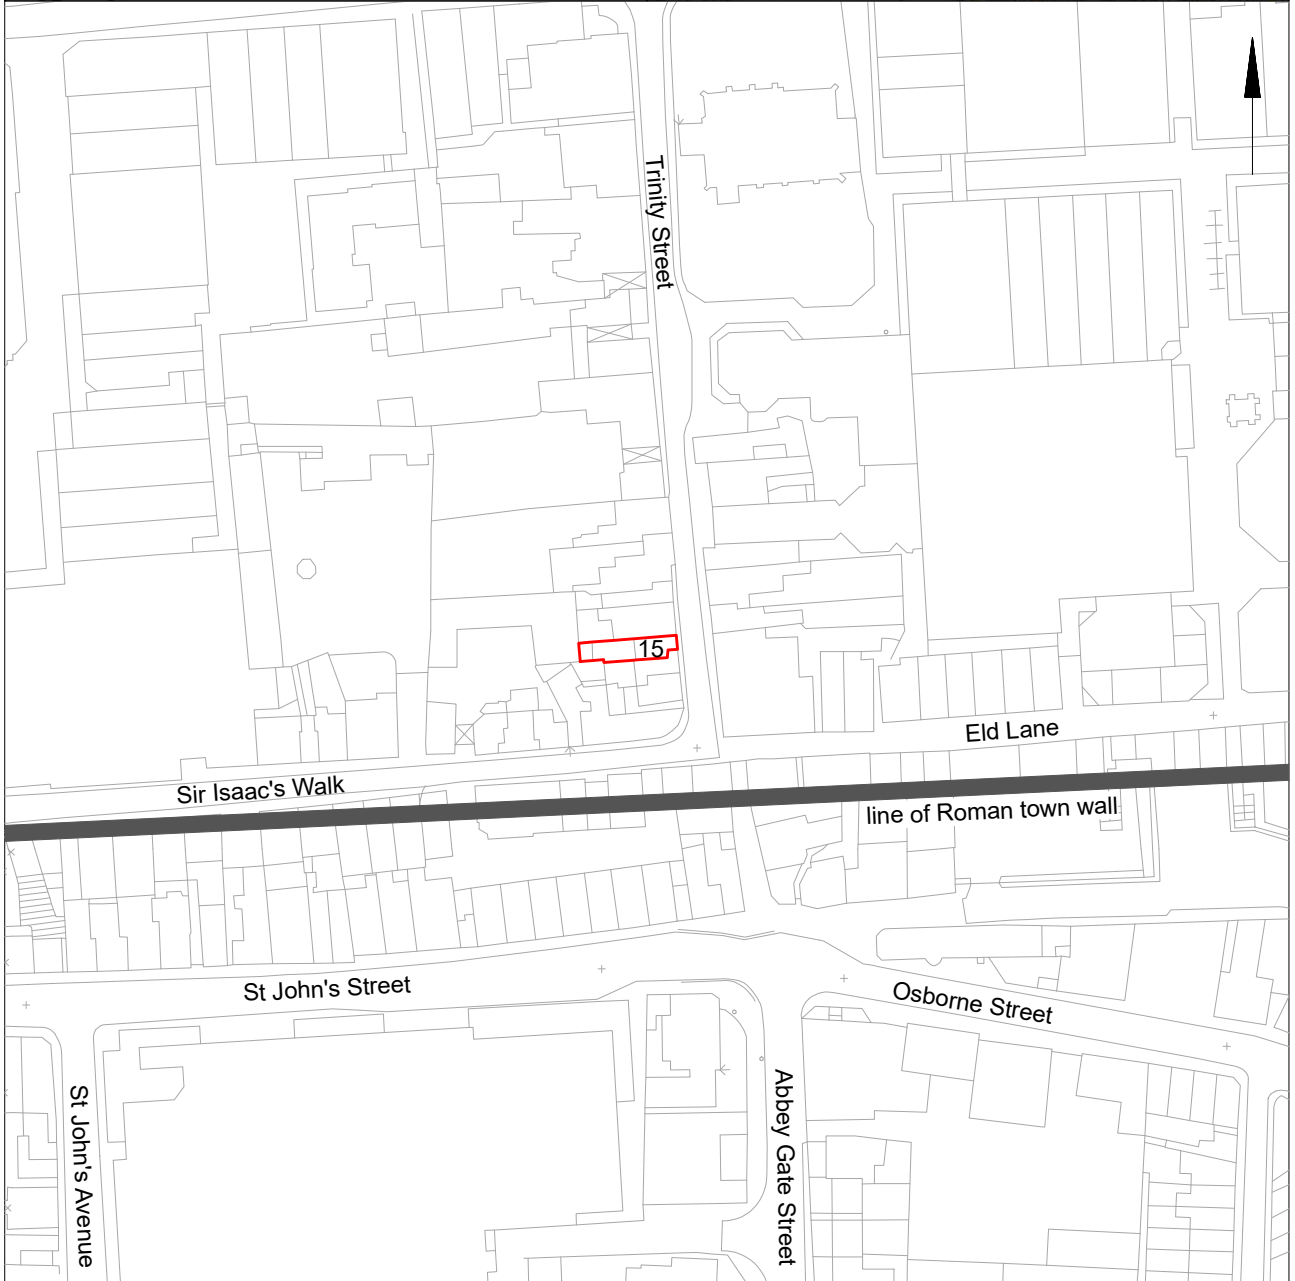 Trinity Street
15
Eld Lane
Sir Isaac's Walk
line of Roman town wall
St John's Street
Osborne Street
St John's Avenue
Abbey Gate Street